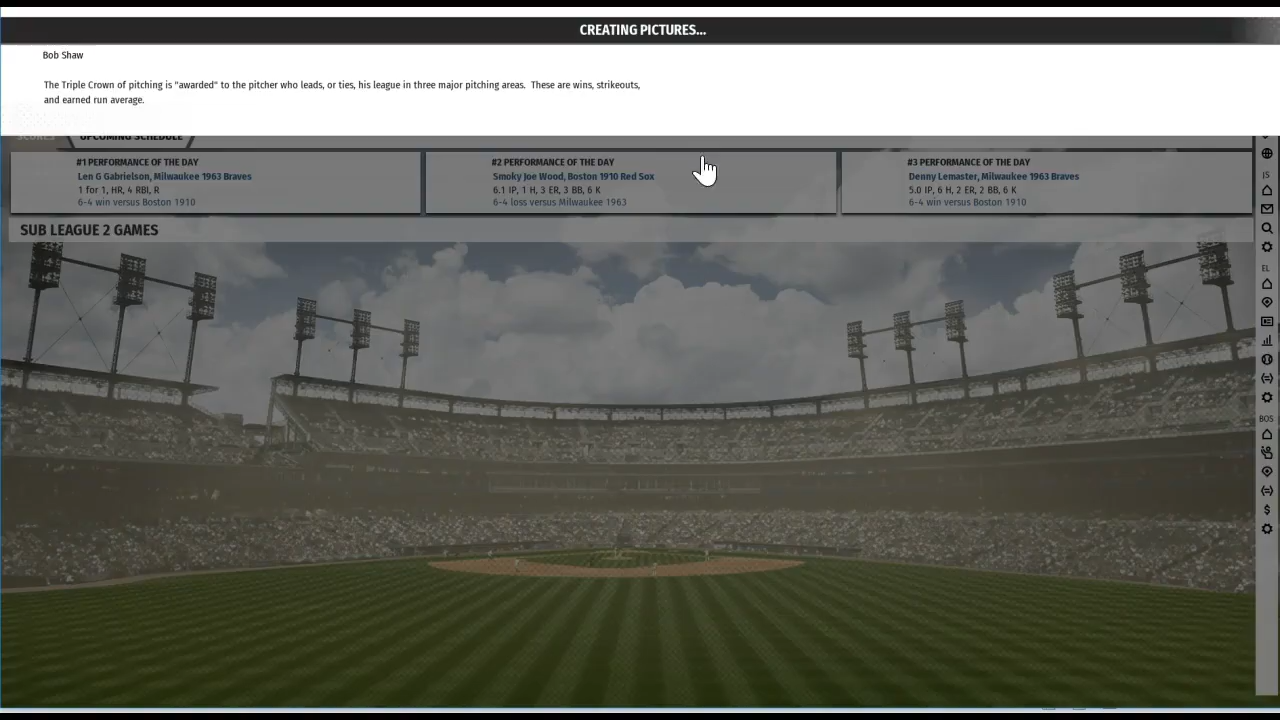 CREATING PICTURES...
Bob Shaw
The Triple Crown of pitching is "awarded" to the pitcher who leads, or ties, his league in three major pitching areas.  These are wins, strikeouts,
and earned run average.
SCORES
UPCOMING SCHEDULE
#1 PERFORMANCE OF THE DAY
Len G Gabrielson, Milwaukee 1963 Braves
1 for 1, HR, 4 RBI, R
6-4 win versus Boston 1910
#2 PERFORMANCE OF THE DAY
Smoky Joe Wood, Boston 1910 Red Sox
6.1 IP, 1 H, 3 ER, 3 BB, 6 K
6-4 loss versus Milwaukee 1963
#3 PERFORMANCE OF THE DAY
Denny Lemaster, Milwaukee 1963 Braves
5.0 IP, 6 H, 2 ER, 2 BB, 6 K
6-4 win versus Boston 1910
SUB LEAGUE 2 GAMES
JS
EL
BOS
$